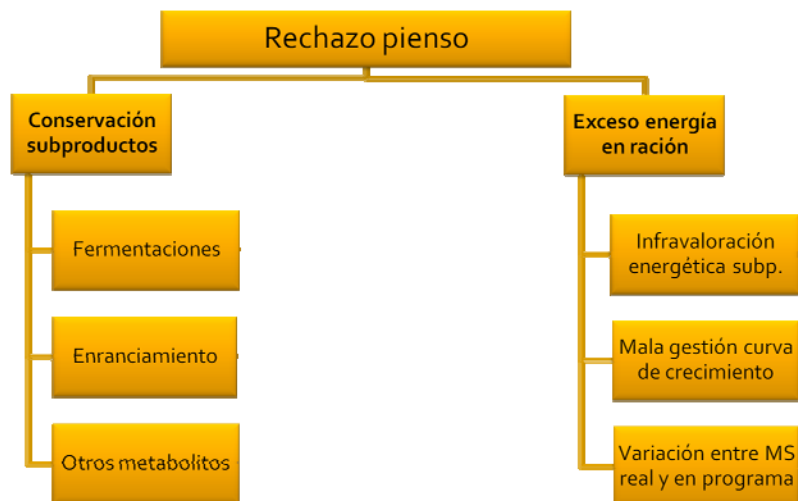 Rechazo pienso
Conservación
subproductos
Fermentaciones
Enranciamiento
Otros metabolitos
Exceso energía
en ración
Infravaloración
energética subp.
Mala gestión curva
de crecimiento
Variación entre MS
real y en programa